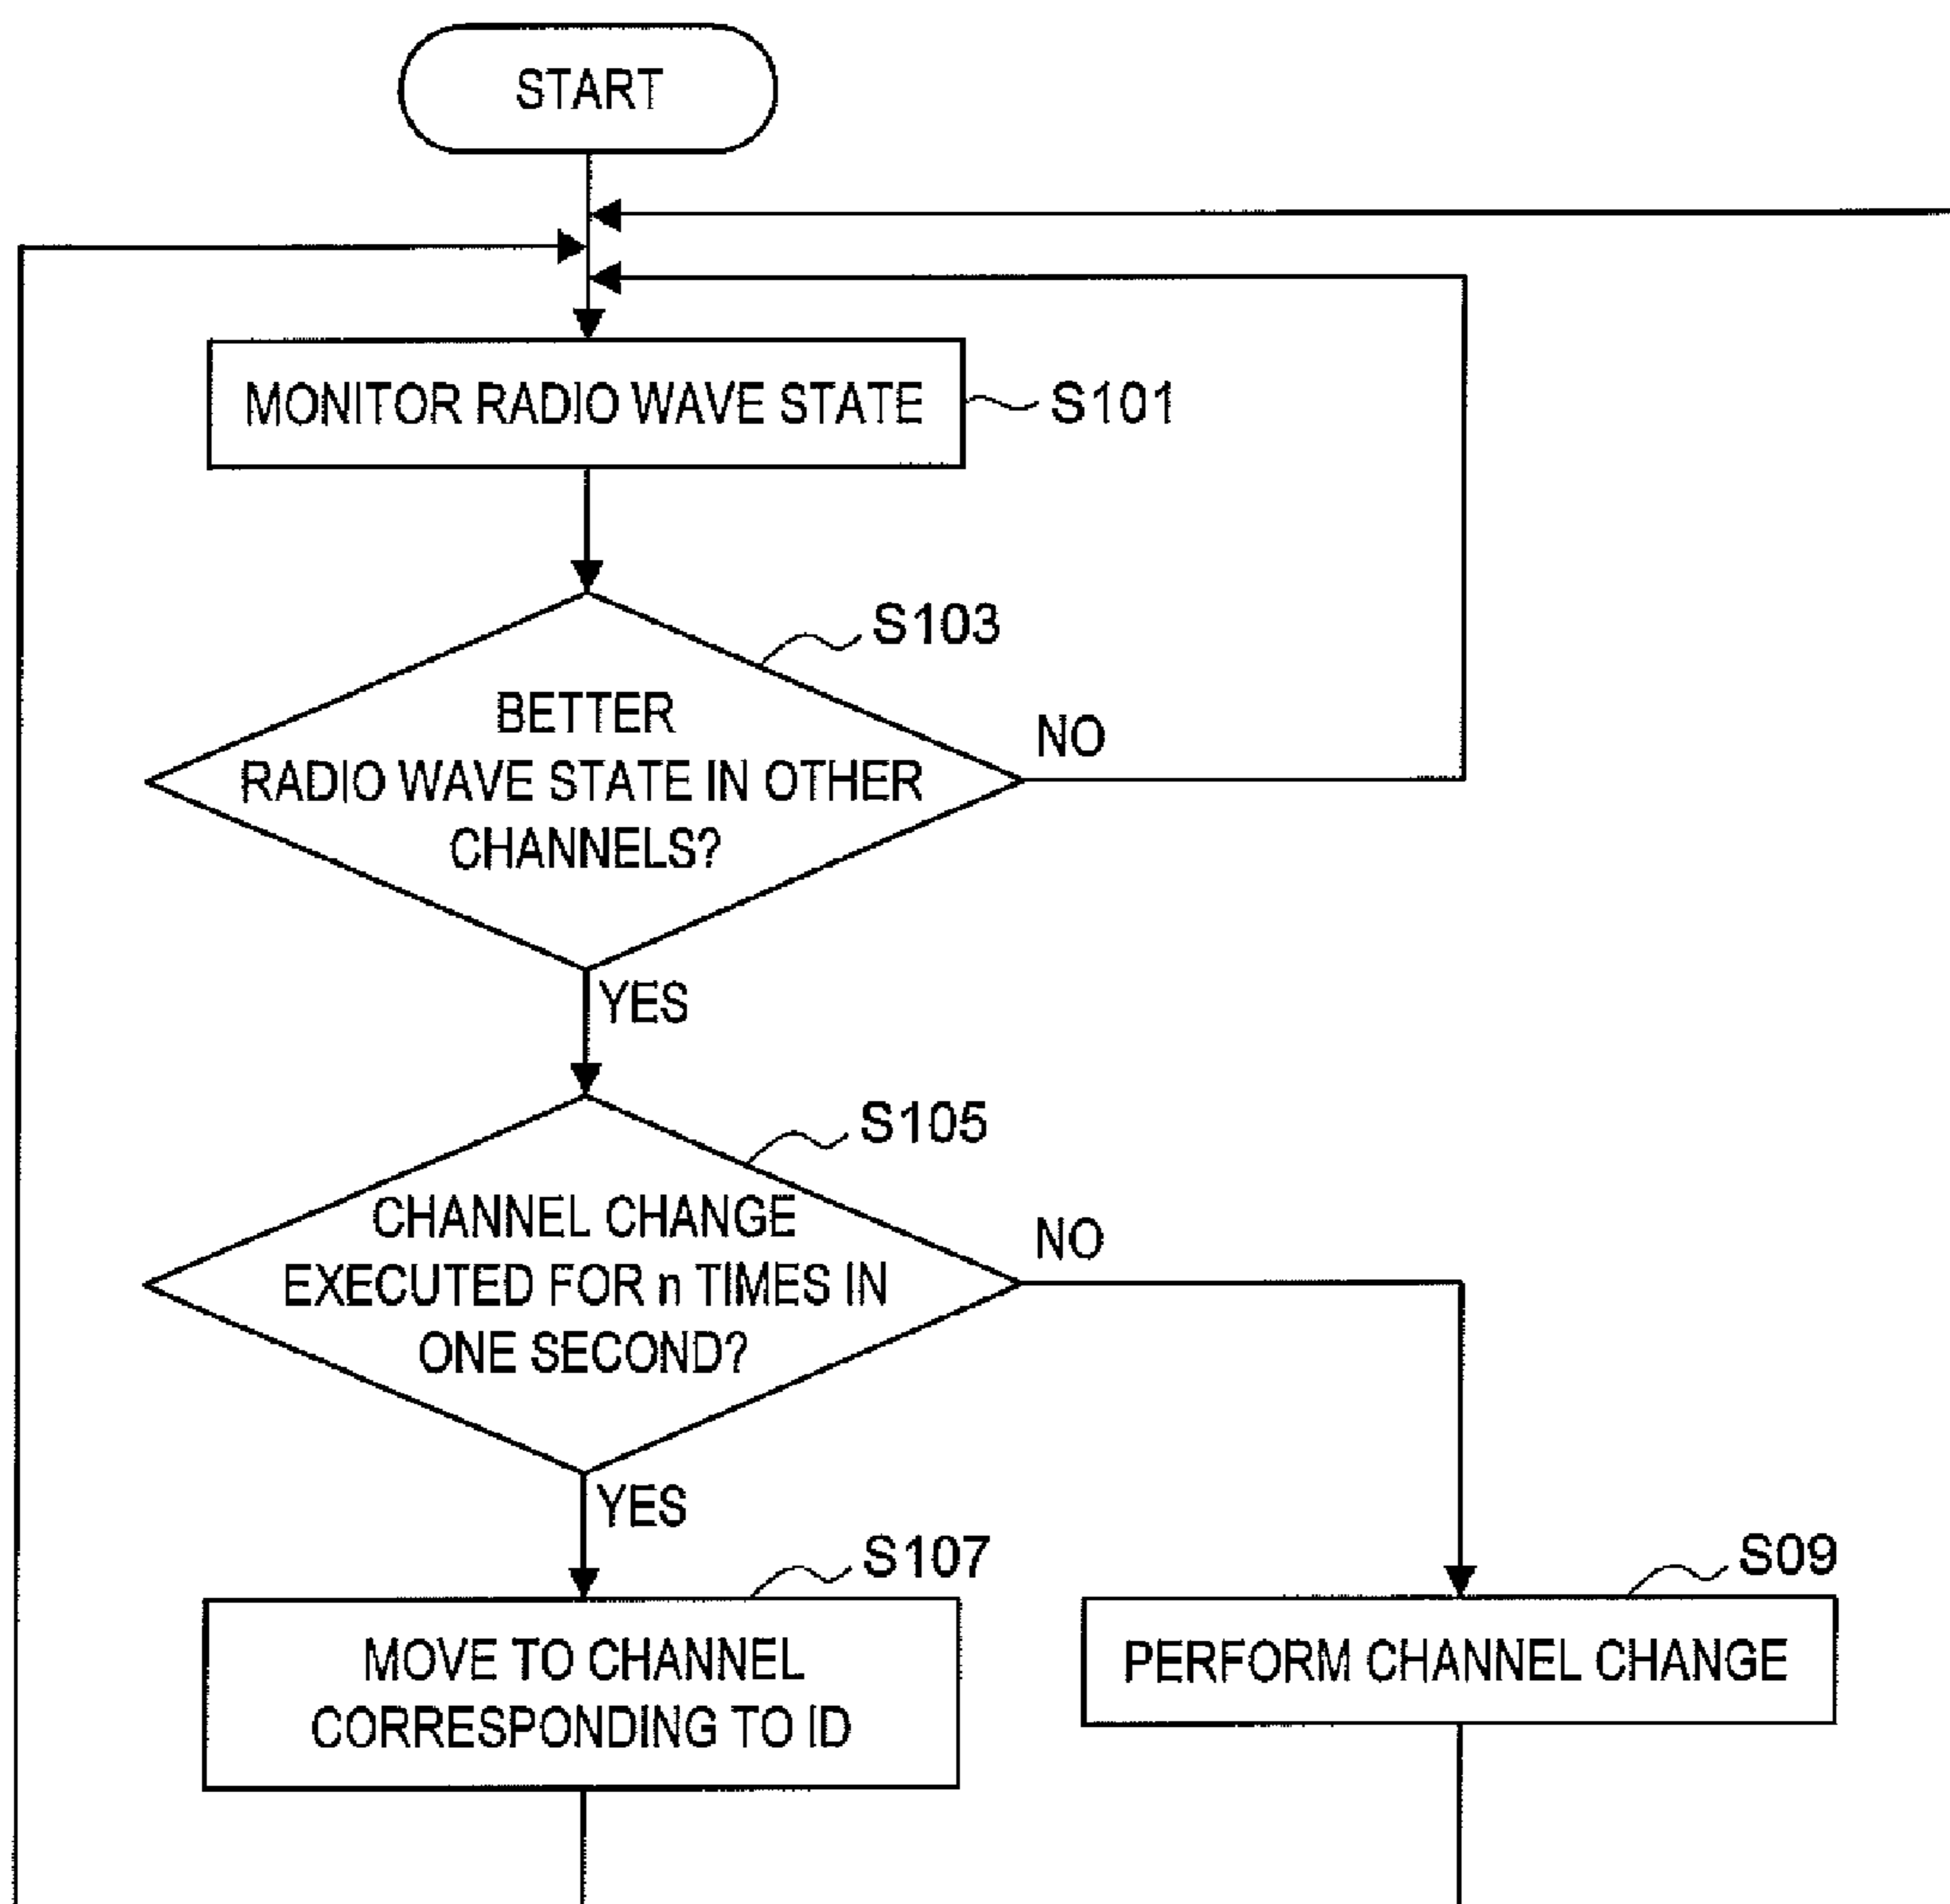 START
MONITOR RADIO WAVE STATE
S101
S103
BETTER
RADIO WAVE STATE IN OTHER
CHANNELS?
NO
YES
S105
CHANNEL CHANGE
EXECUTED FOR n TIMES IN
ONE SECOND?
NO
YES
S107
MOVE TO CHANNEL
CORRESPONDING TO ID
S09
PERFORM CHANNEL CHANGE